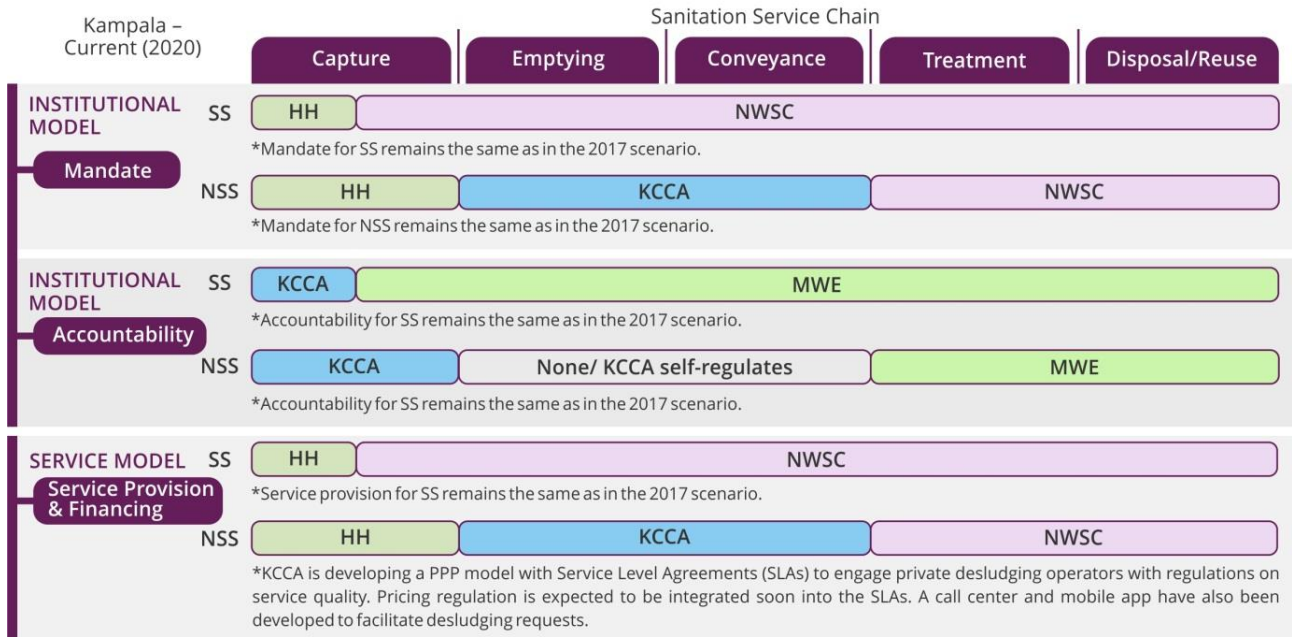 Kampala –
Current (2020)
Sanitation Service Chain
Capture
Emptying
Conveyance
Treatment
Disposal/Reuse
INSTITUTIONAL
MODEL
Mandate
SS
HH
NWSC
*Mandate for SS remains the same as in the 2017 scenario.
NSS
HH
KCCA
NWSC
*Mandate for NSS remains the same as in the 2017 scenario.
INSTITUTIONAL
MODEL
Accountability
SS
KCCA
MWE
*Accountability for SS remains the same as in the 2017 scenario.
NSS
KCCA
None/ KCCA self-regulates
MWE
*Accountability for SS remains the same as in the 2017 scenario.
SERVICE MODEL
Service Provision
& Financing
SS
HH
NWSC
*Service provision for SS remains the same as in the 2017 scenario.
NSS
HH
KCCA
NWSC
*KCCA is developing a PPP model with Service Level Agreements (SLAs) to engage private desludging operators with regulations on
service quality. Pricing regulation is expected to be integrated soon into the SLAs. A call center and mobile app have also been
developed to facilitate desludging requests.